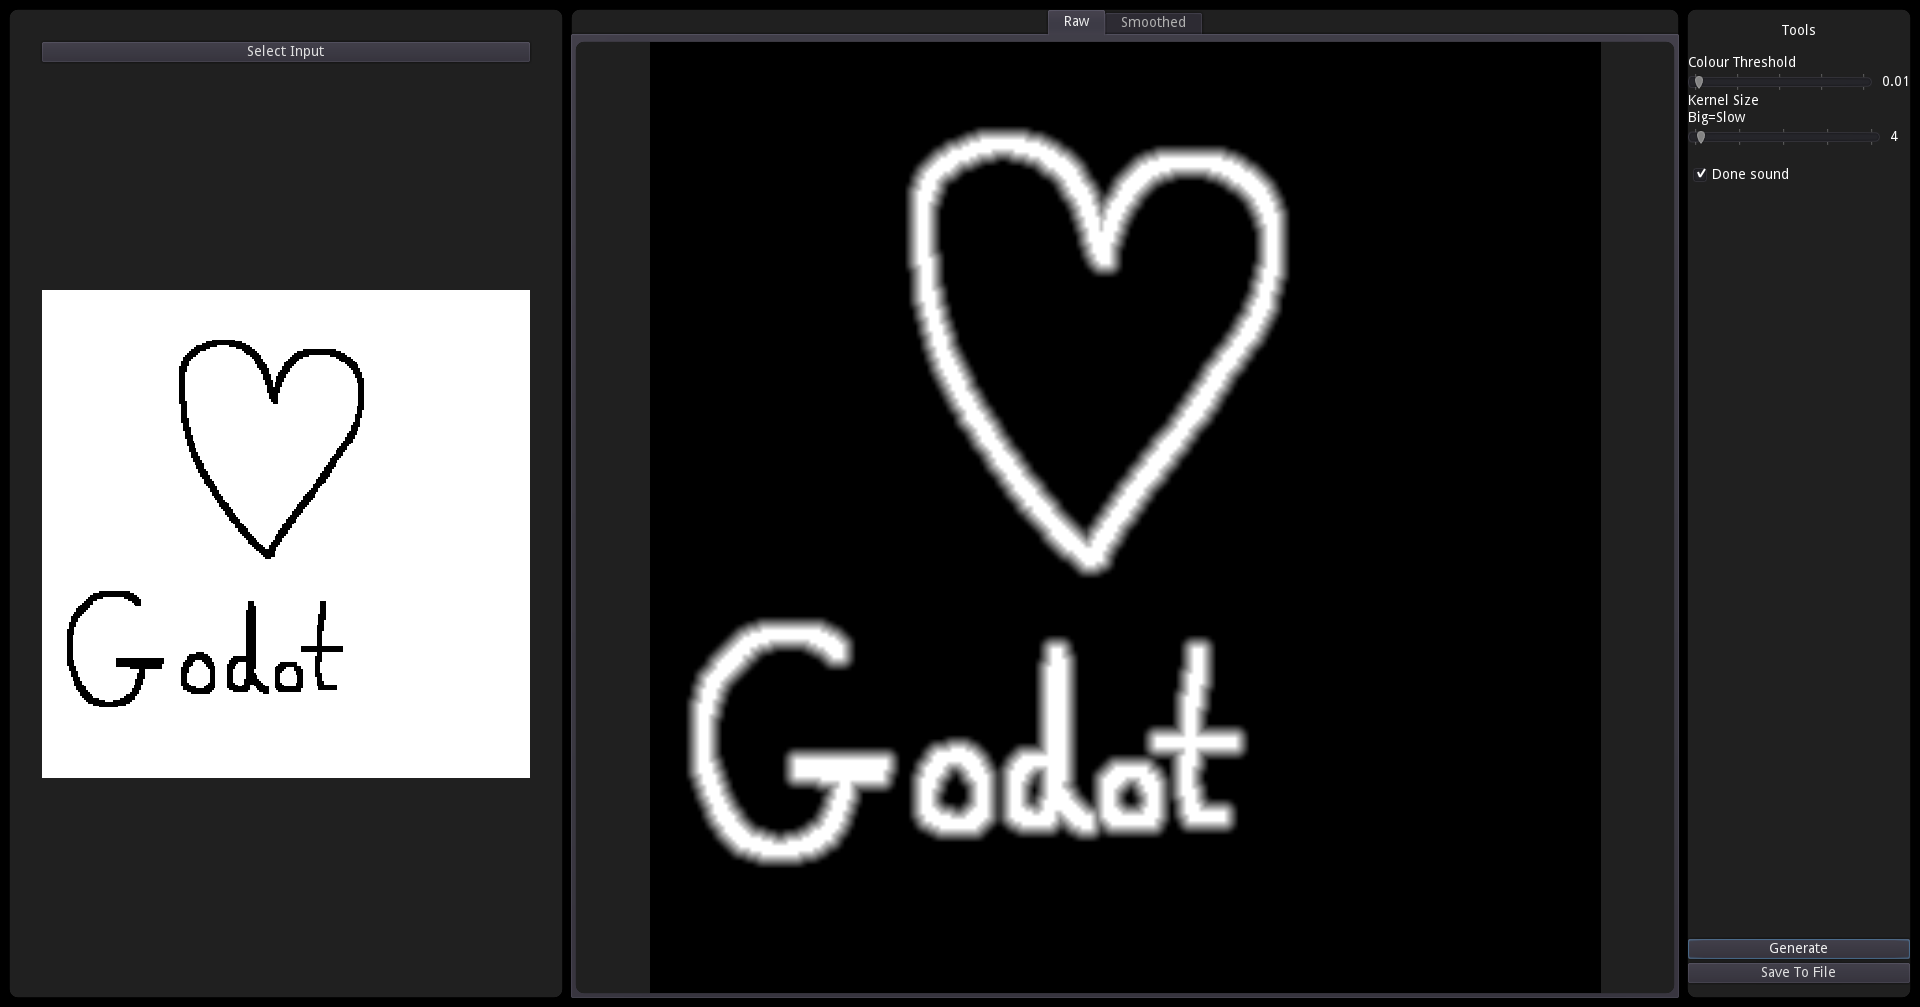 Select Input
Godot
Raw
Smoothed
Godot
Tools
Colour Threshold
0.01
Kernel Size
Big=Slow
4
Done sound
Generate
Save To File